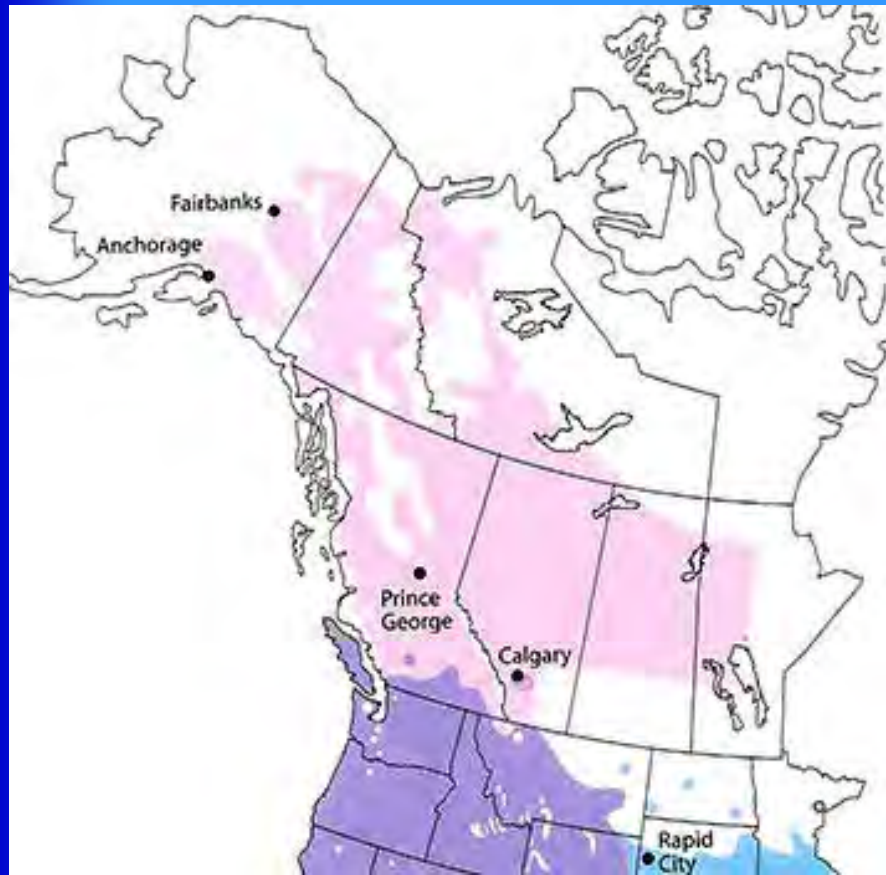 Fairbanks
Anchorage
Prince
George
Calgary
Rapid
City